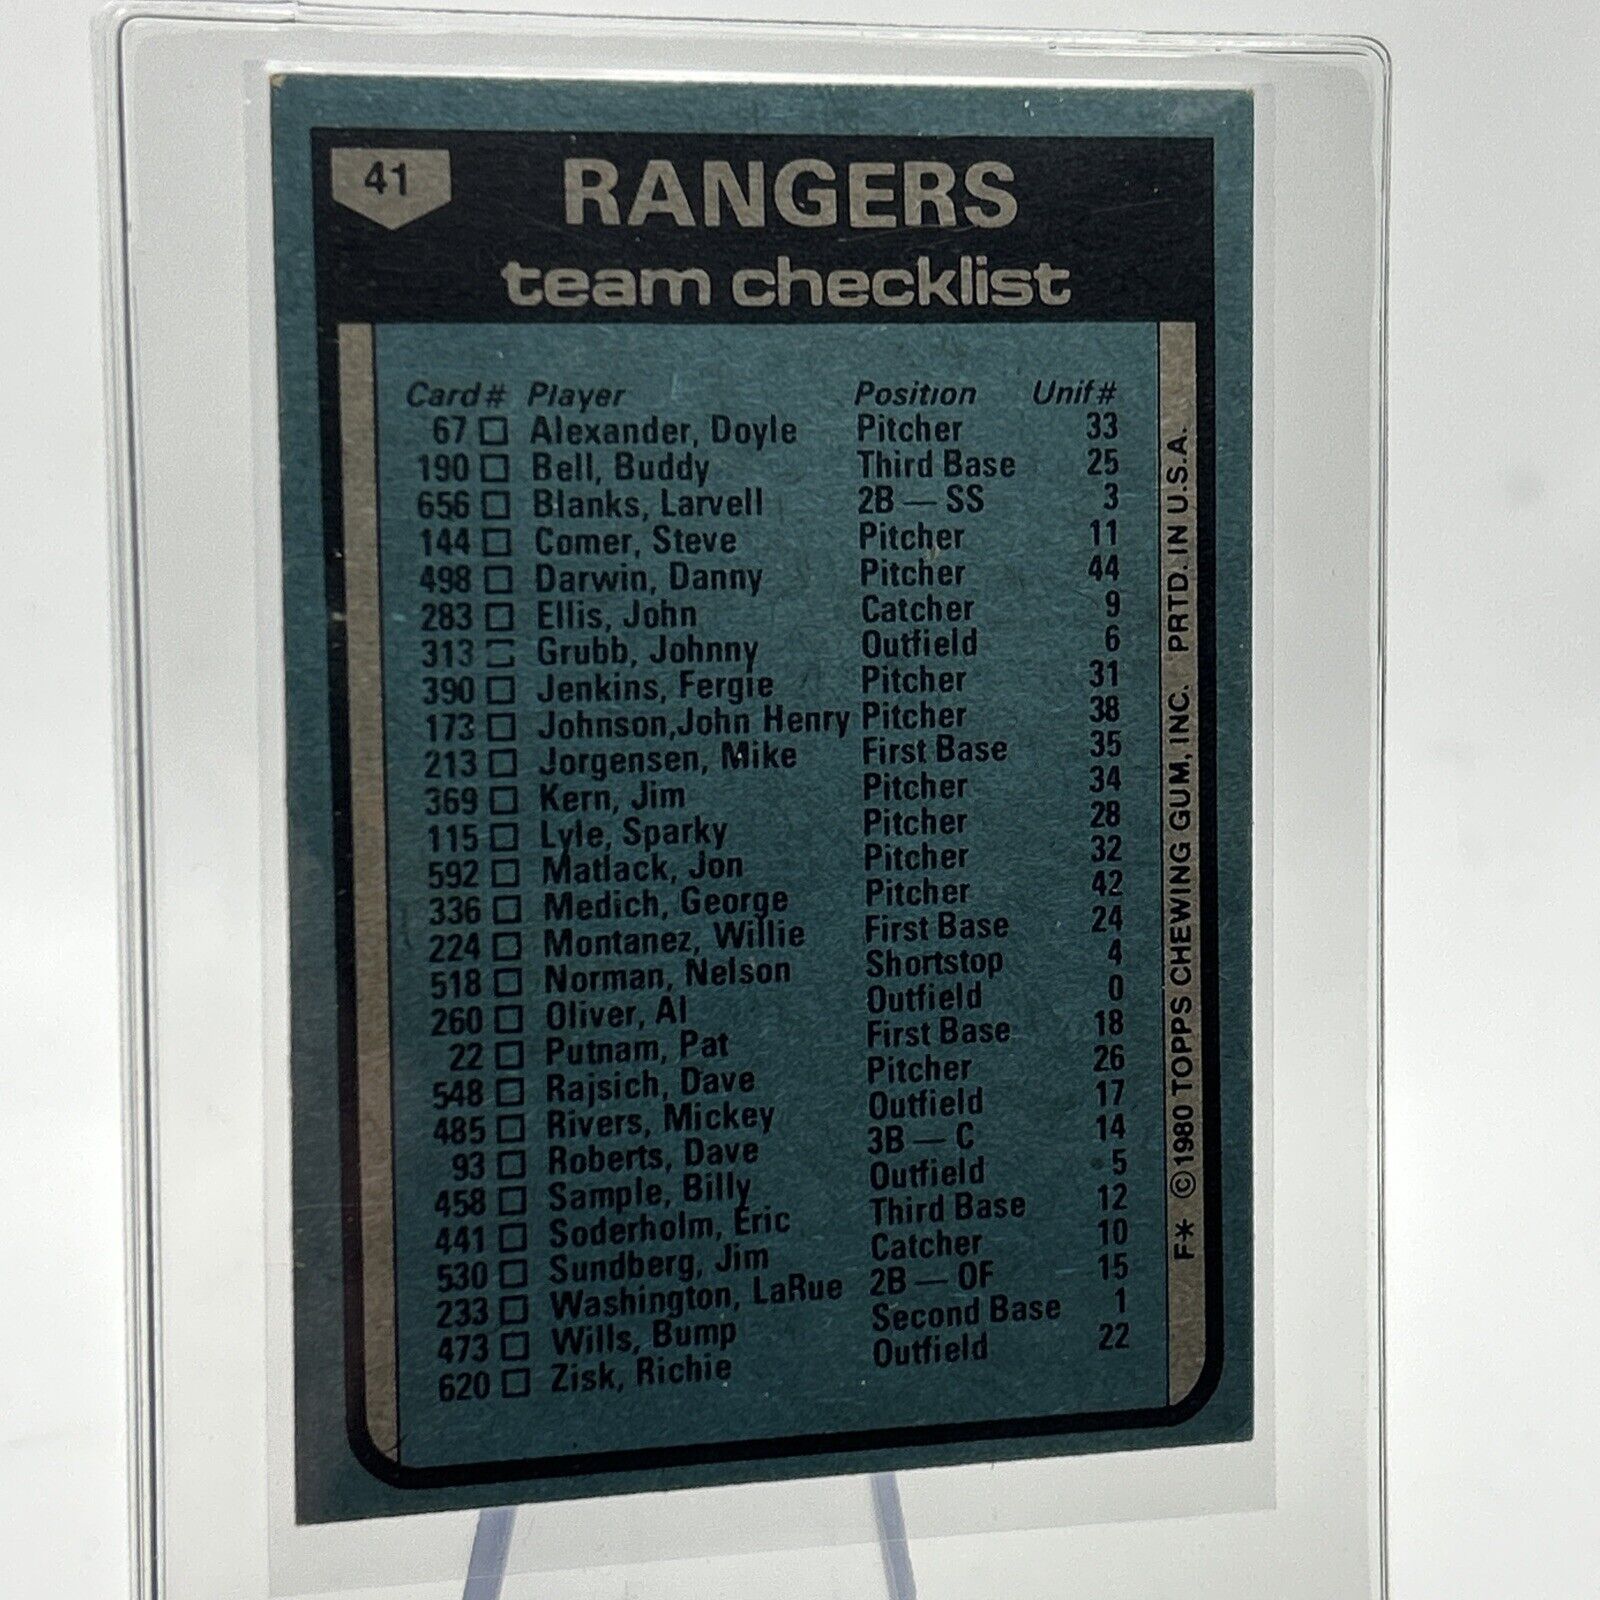 41
RANGERS
team checklist
Card # Player Position Unif #
67 Alexander, Doyle Pitcher 33
190 Bell, Buddy Third Base 25
656 Blanks, Larvell 2B — SS 3
144 Comer, Steve Pitcher 11
498 Darwin, Danny Pitcher 44
283 Ellis, John Catcher 9
313 Grubb, Johnny Outfield 6
390 Jenkins, Fergie Pitcher 31
173 Johnson, John Henry Pitcher 38
213 Jorgensen, Mike First Base 35
369 Kern, Jim Pitcher 34
115 Lyle, Sparky Pitcher 28
592 Matlack, Jon Pitcher 32
336 Medich, George Pitcher 42
224 Montanez, Willie First Base 24
518 Norman, Nelson Shortstop 4
260 Oliver, Al Outfield 0
22 Putnam, Pat First Base 18
548 Rajsich, Dave Pitcher 26
485 Rivers, Mickey Outfield 17
93 Roberts, Dave 3B — C 14
458 Sample, Billy Outfield 5
441 Soderholm, Eric Third Base 12
530 Sundberg, Jim Catcher 10
233 Washington, LaRue 2B — OF 15
473 Wills, Bump Second Base 1
620 Zisk, Richie Outfield 22
F* © 1980 TOPPS CHEWING GUM, INC. PRTD. IN U.S.A.